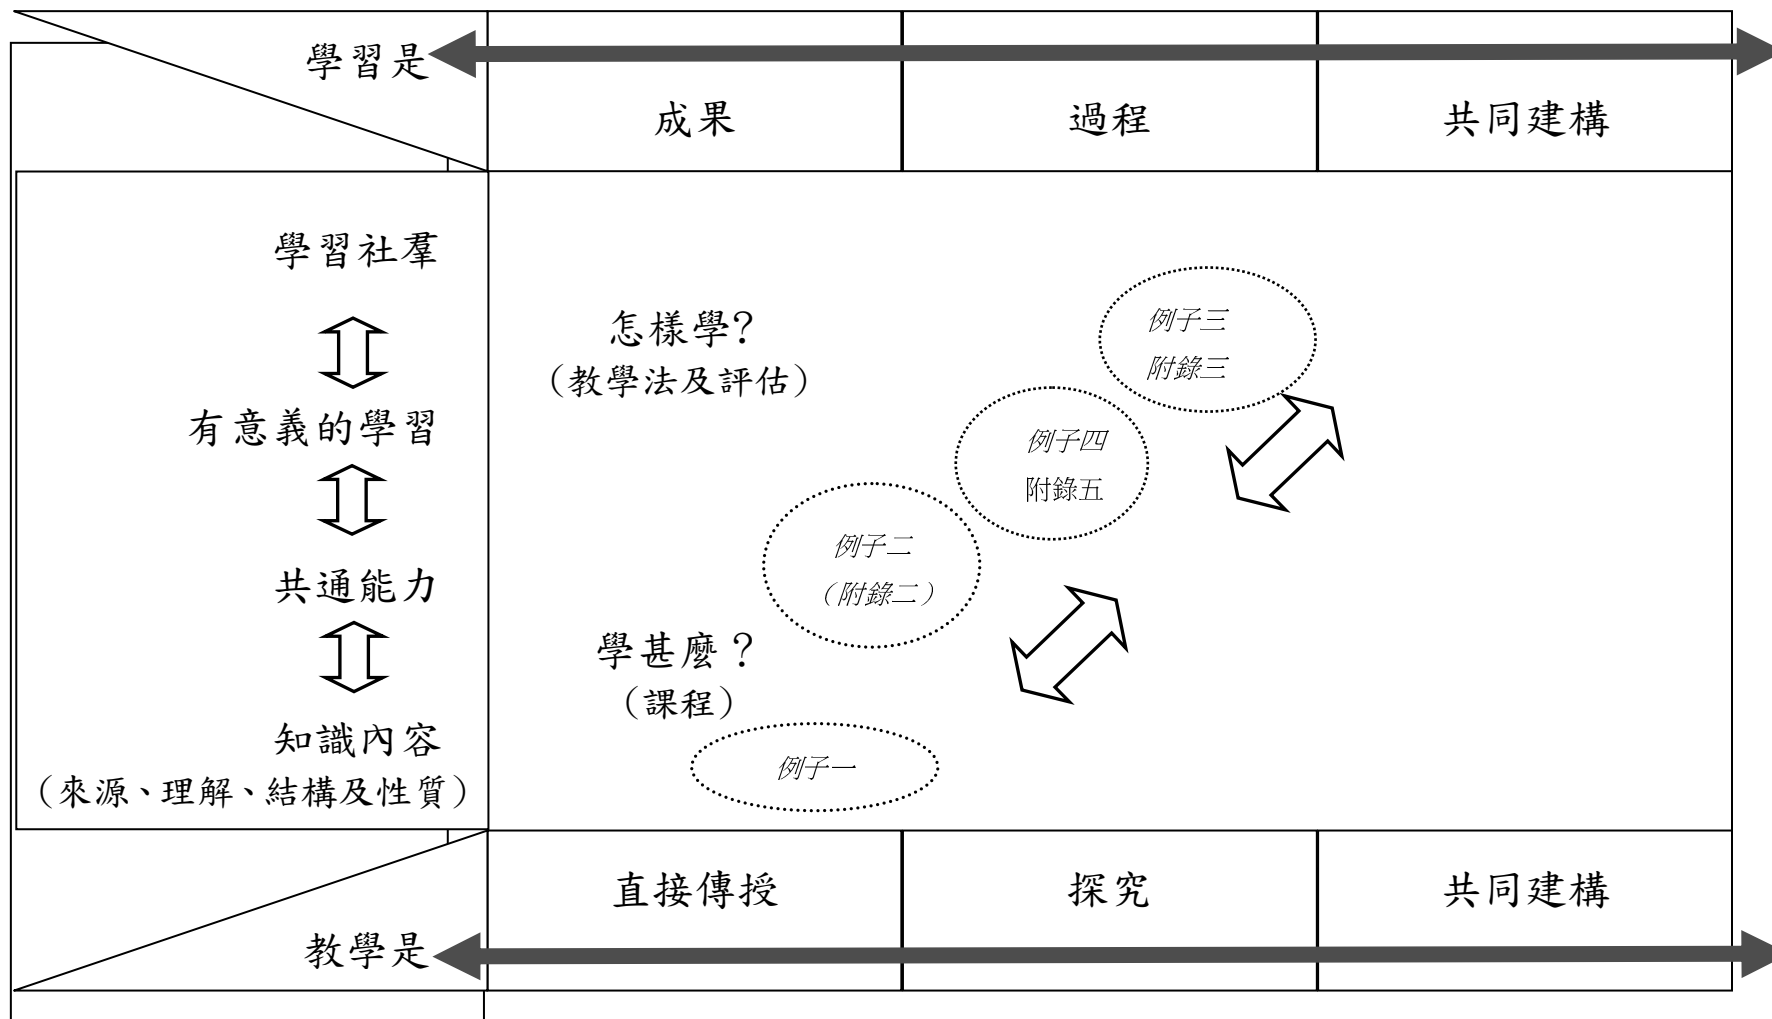 學習是
成果
過程
共同建構
學習社羣
有意義的學習
共通能力
知識內容
（來源、理解、結構及性質）
怎樣學?
（教學法及評估）
例子三
附錄三
例子四
附錄五
例子二
（附錄二）
學甚麼？
（課程）
例子一
直接傳授
探究
共同建構
教學是